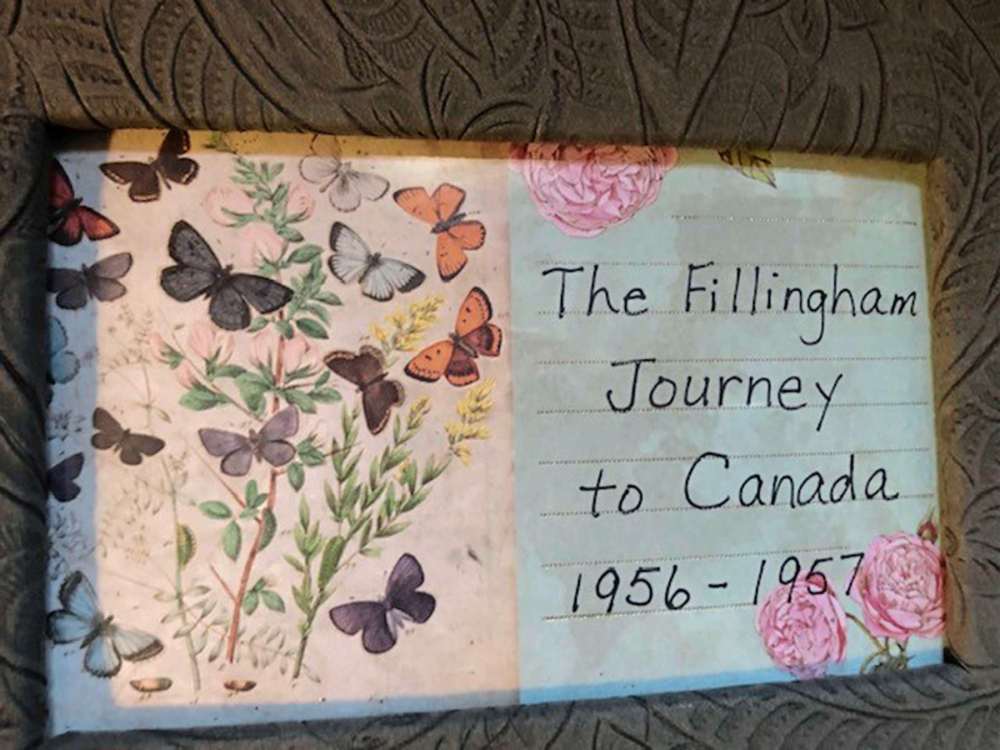 The Fillingham
Journey
to Canada
1956 - 1957